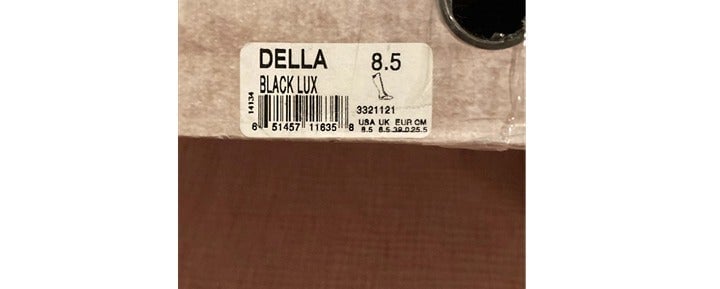 DELLA 8.5
BLACK LUX
14134
3321121
6 51457 11635 8
USA UK EUR CM
8.5 6.5 39.0 25.5